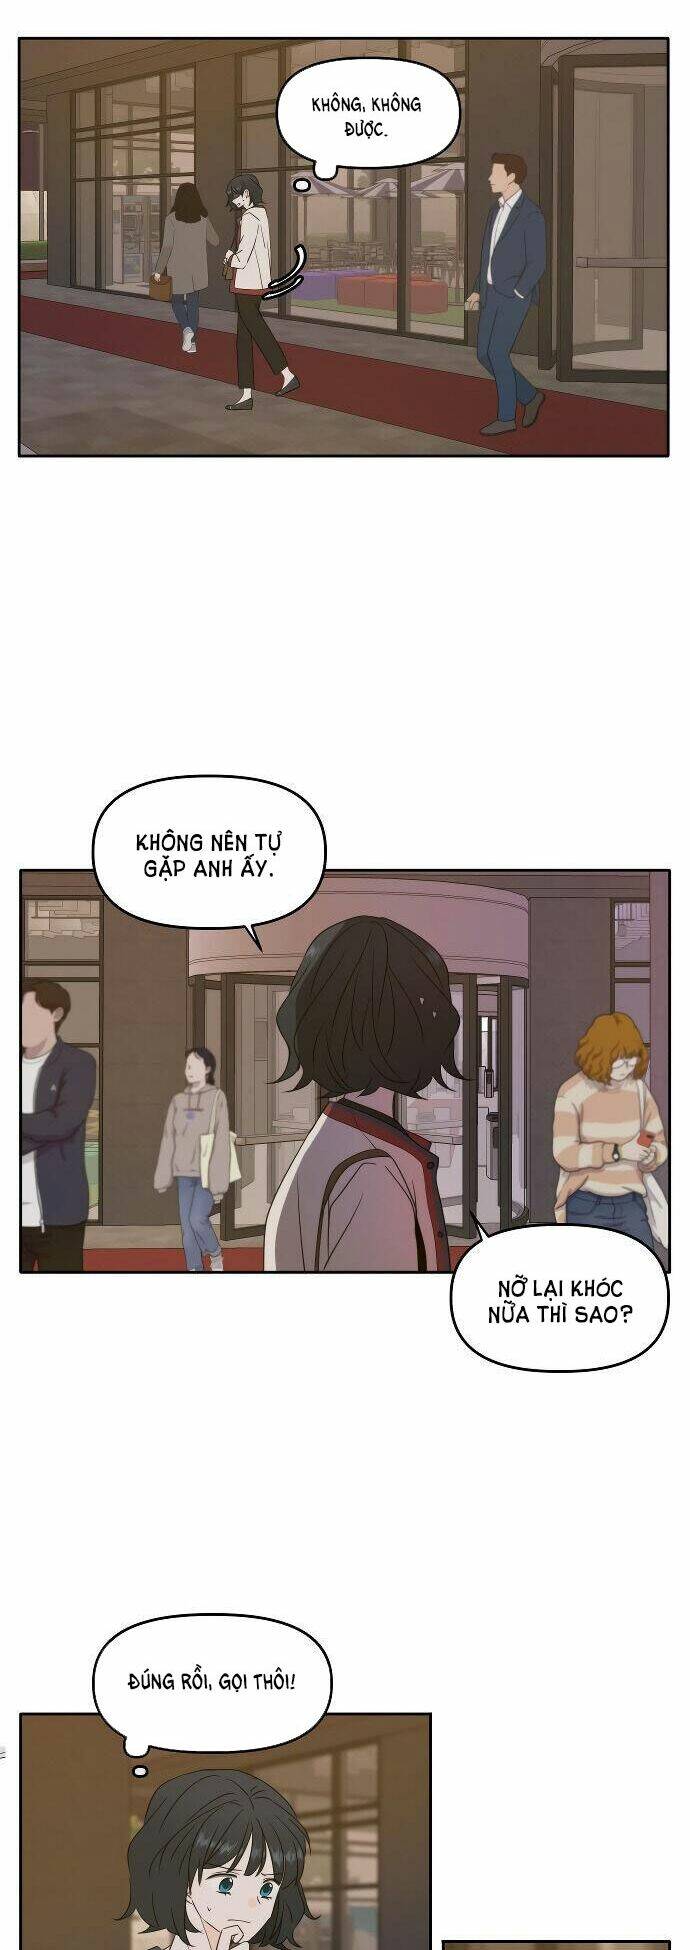 KHÔNG, KHÔNG
ĐƯỢC.
KHÔNG NÊN TỰ
GẶP ANH ẤY.
NỠ LẠI KHÓC
NỮA THÌ SAO?
ĐÚNG RỒI, GỌI THÔI!